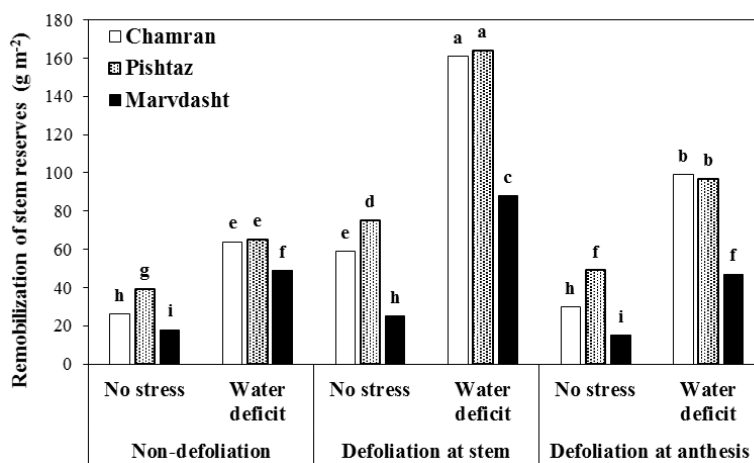 Remobilization of stem reserves (g m-2)
180
160
140
120
100
80
60
40
20
0
Chamran
Pishtaz
Marvdasht
h g i e e f e d h a a c h f i b b f
No stress Water deficit No stress Water deficit No stress Water deficit
Non-defoliation Defoliation at stem Defoliation at anthesis